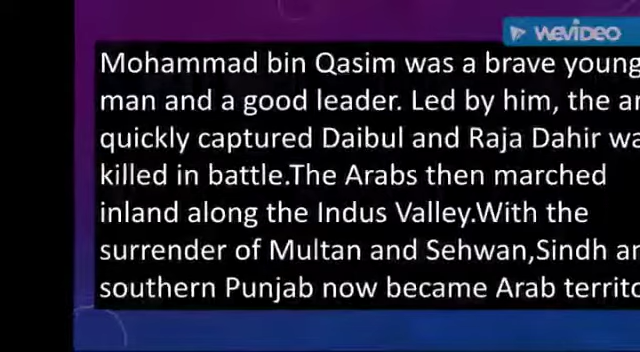 WEVIDEO
Mohammad bin Qasim was a brave young
man and a good leader. Led by him, the
quickly captured Daibul and Raja Dahir
killed in battle.The Arabs then marched
inland along the Indus Valley.With the
surrender of Multan and Sehwan,Sindh
southern Punjab now became Arab